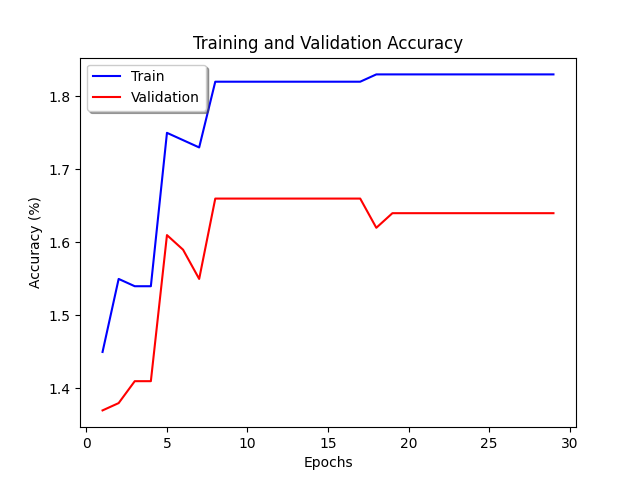 Training and Validation Accuracy
Train
Validation
Accuracy (%)
1.8
1.7
1.6
1.5
1.4
0 5 10 15 20 25 30
Epochs